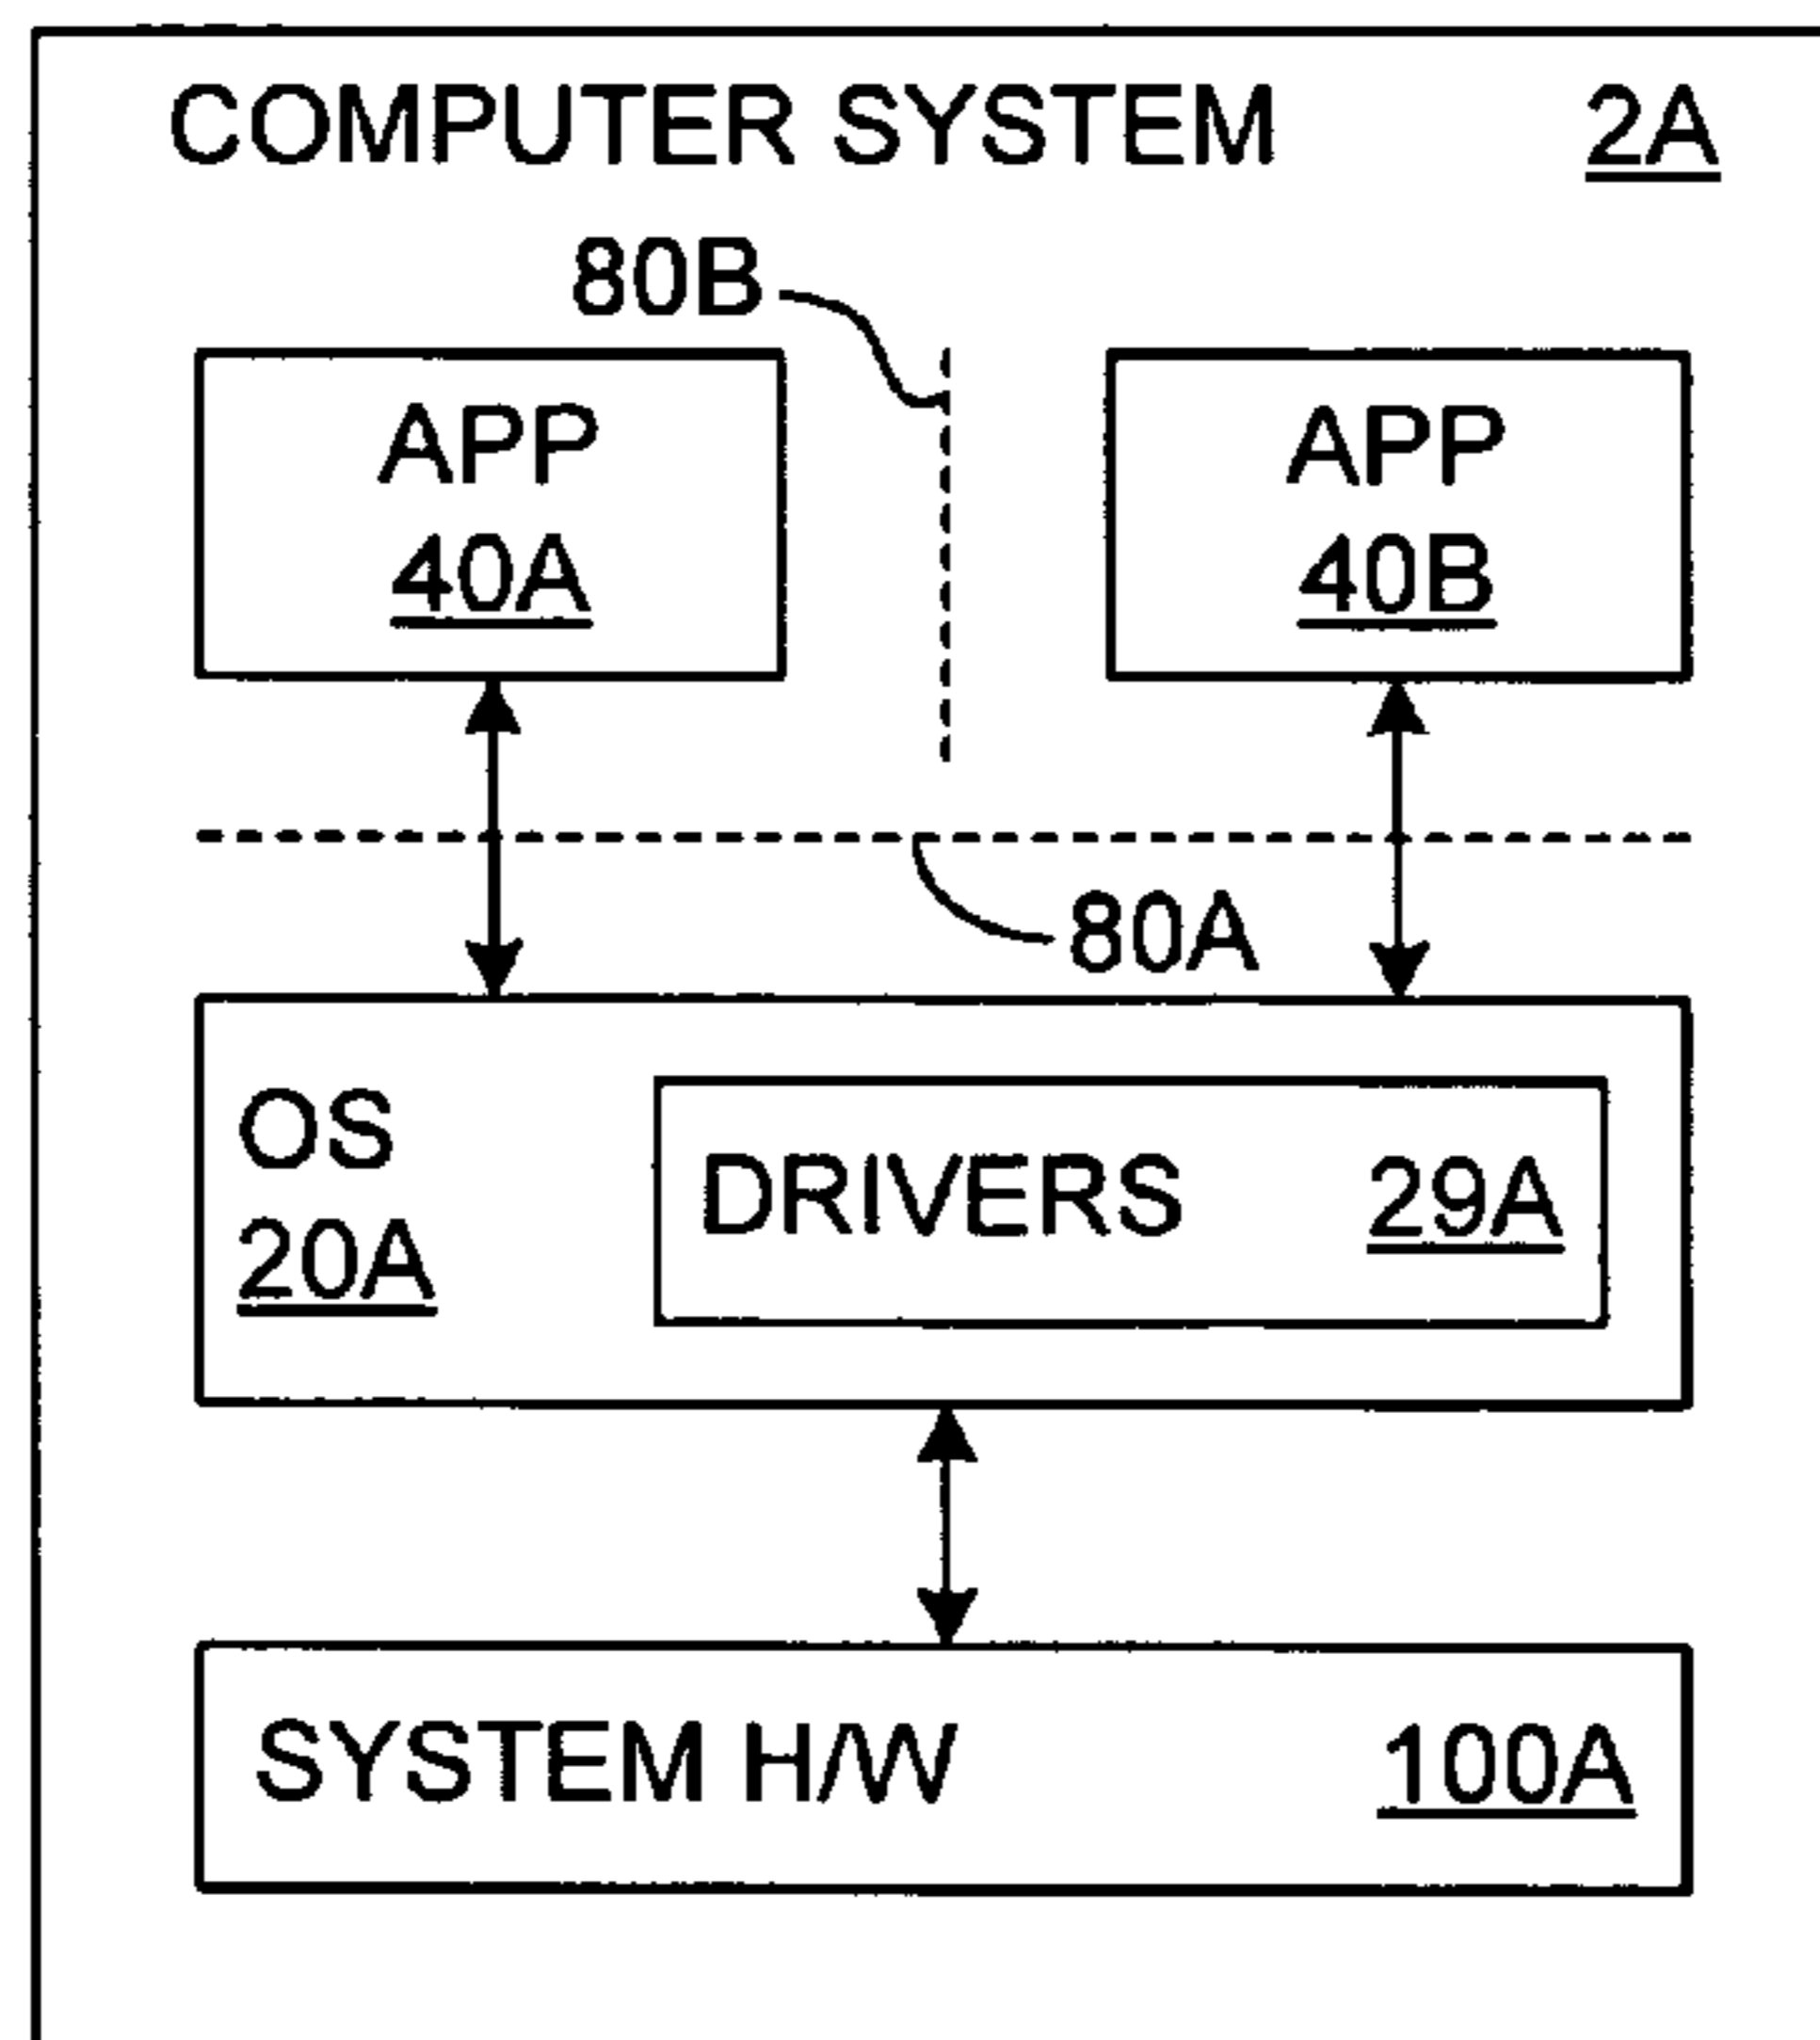 COMPUTER SYSTEM 2A
80B
APP APP
40A 40B
80A
OS
DRIVERS 29A
20A
SYSTEM H/W 100A